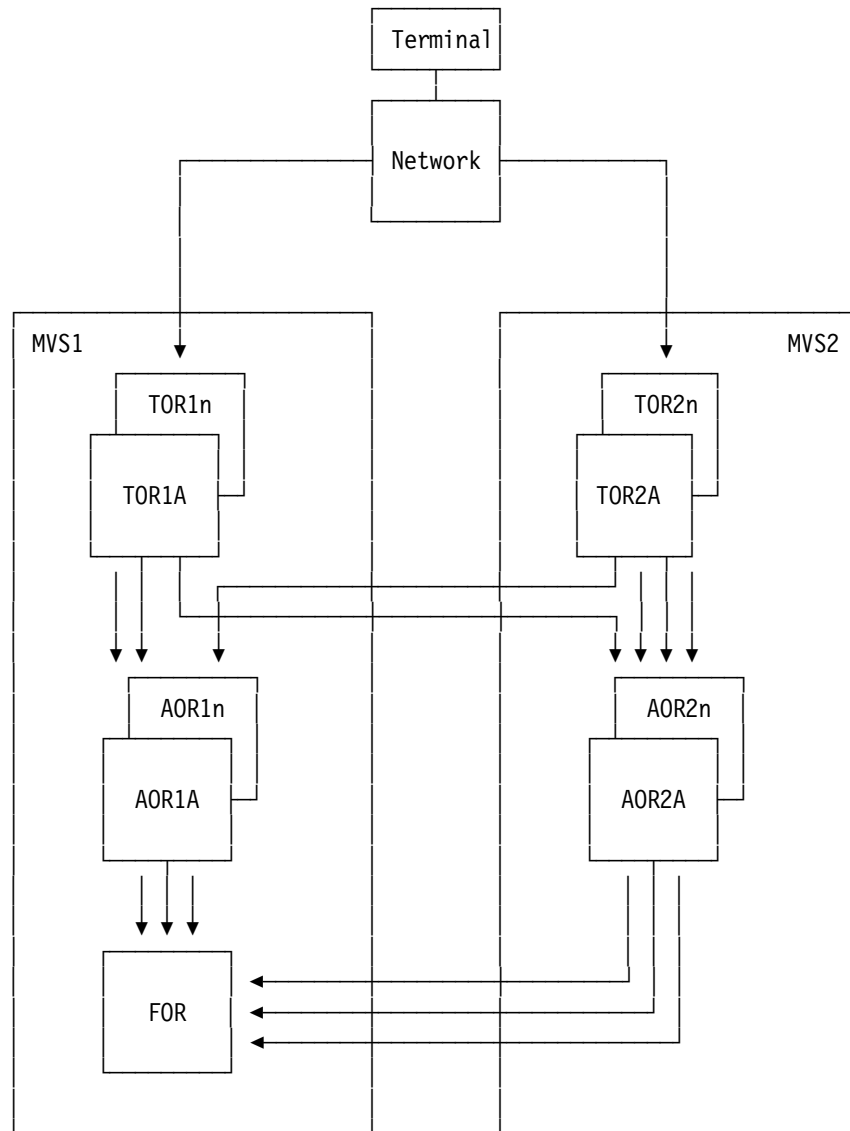 Terminal
Network
MVS1
MVS2
TOR1n
TOR2n
TOR1A
TOR2A
AOR1n
AOR2n
AOR1A
AOR2A
FOR